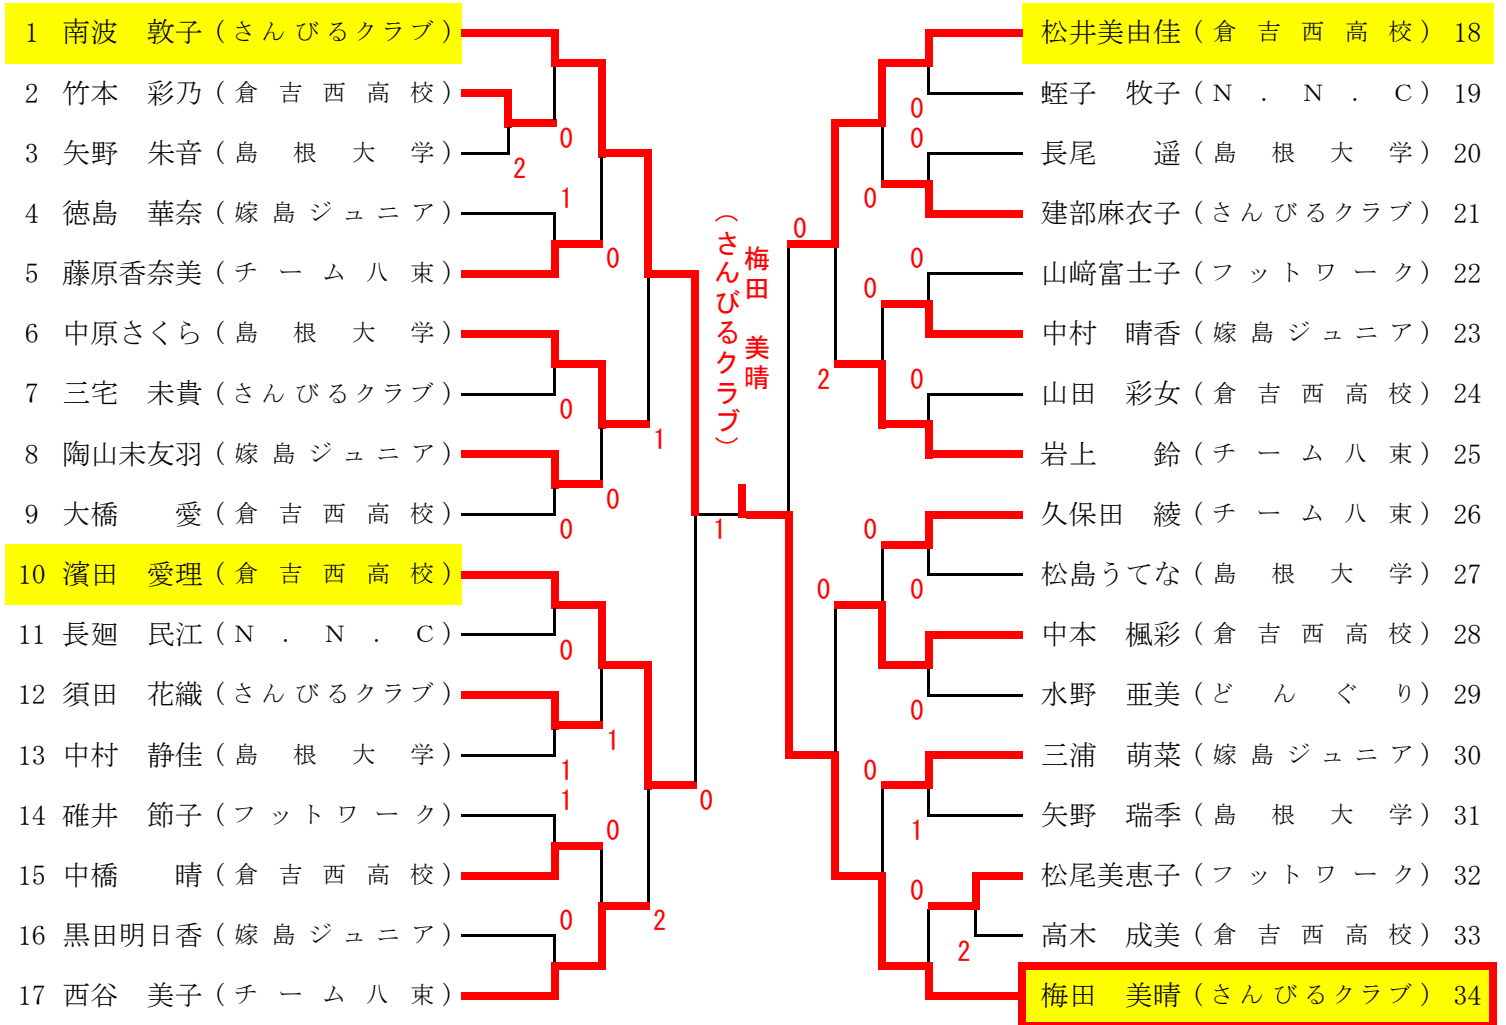 1 南波　敦子（さんびるクラブ）
2 竹本　彩乃（倉吉西高校）
3 矢野　朱音（島根大学）
4 徳島　華奈（嫁島ジュニア）
5 藤原香奈美（チーム八束）
6 中原さくら（島根大学）
7 三宅　未貴（さんびるクラブ）
8 陶山未友羽（嫁島ジュニア）
9 大橋　　愛（倉吉西高校）
10 濱田　愛理（倉吉西高校）
11 長廻　民江（N．N．C）
12 須田　花織（さんびるクラブ）
13 中村　静佳（島根大学）
14 碓井　節子（フットワーク）
15 中橋　　晴（倉吉西高校）
16 黒田明日香（嫁島ジュニア）
17 西谷　美子（チーム八束）
0
2
1
0
0
1
0
0
0
1
1
1
0
0
0
2
梅田　美晴
（さんびるクラブ）
1
0
0
0
0
0
0
2
0
0
0
0
0
0
1
0
2
松井美由佳（倉吉西高校）18
蛭子　牧子（N．N．C）19
長尾　　遥（島根大学）20
建部麻衣子（さんびるクラブ）21
山﨑富士子（フットワーク）22
中村　晴香（嫁島ジュニア）23
山田　彩女（倉吉西高校）24
岩上　　鈴（チーム八束）25
久保田　綾（チーム八束）26
松島うてな（島根大学）27
中本　楓彩（倉吉西高校）28
水野　亜美（どんぐり）29
三浦　萌菜（嫁島ジュニア）30
矢野　瑞季（島根大学）31
松尾美恵子（フットワーク）32
高木　成美（倉吉西高校）33
梅田　美晴（さんびるクラブ）34